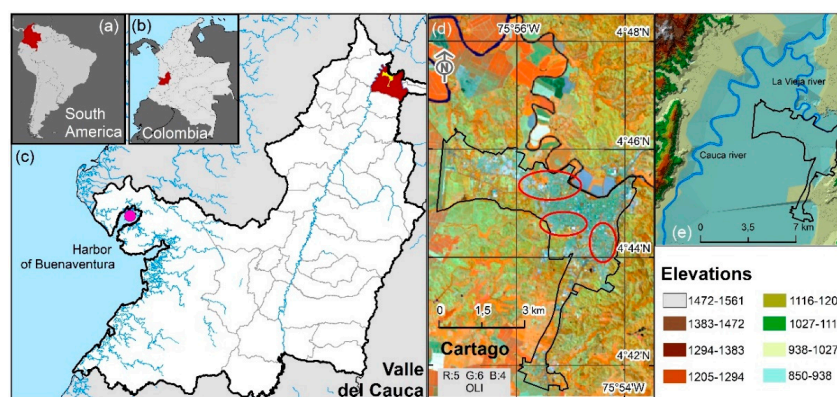 (a)
South
America
(b)
Colombia
(c)
Harbor
of Buenaventura
Valle
del Cauca
(d)
75°56'W
4°48'N
N
4°46'N
4°44'N
0 1,5 3 km
Cartago
4°42'N
R:5 G:6 B:4
OLI
75°54'W
La Vieja river
Cauca river
(e)
0 3,5 7 km
Elevations
1472-1561
1383-1472
1294-1383
1205-1294
1116-120
1027-111
938-1027
850-938